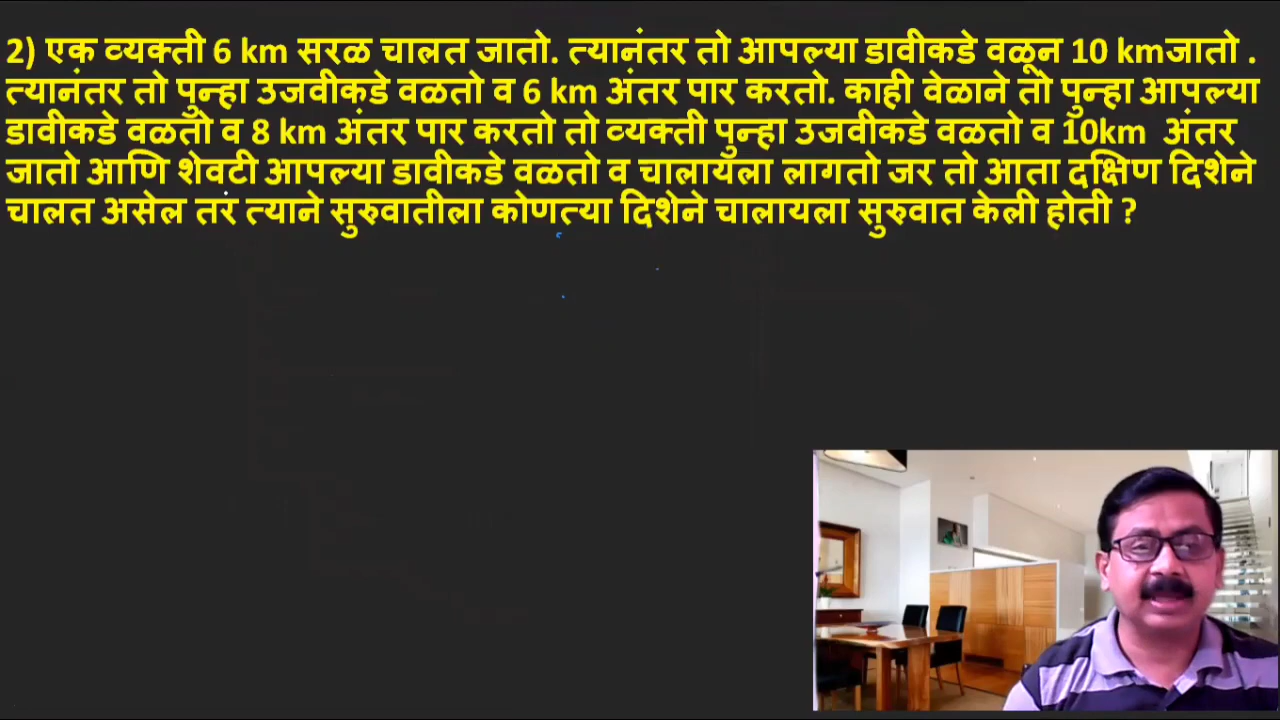 2) एक व्यक्ती 6 km सरळ चालत जातो. त्यानंतर तो आपल्या डावीकडे वळून 10 kmजातो .
त्यानंतर तो पुन्हा उजवीकडे वळतो व 6 km अंतर पार करतो. काही वेळाने तो पुन्हा आपल्या
डावीकडे वळतो व 8 km अंतर पार करतो तो व्यक्ती पुन्हा उजवीकडे वळतो व 10km अंतर
जातो आणि शेवटी आपल्या डावीकडे वळतो व चालायला लागतो जर तो आता दक्षिण दिशेने
चालत असेल तर त्याने सुरुवातीला कोणत्या दिशेने चालायला सुरुवात केली होती ?